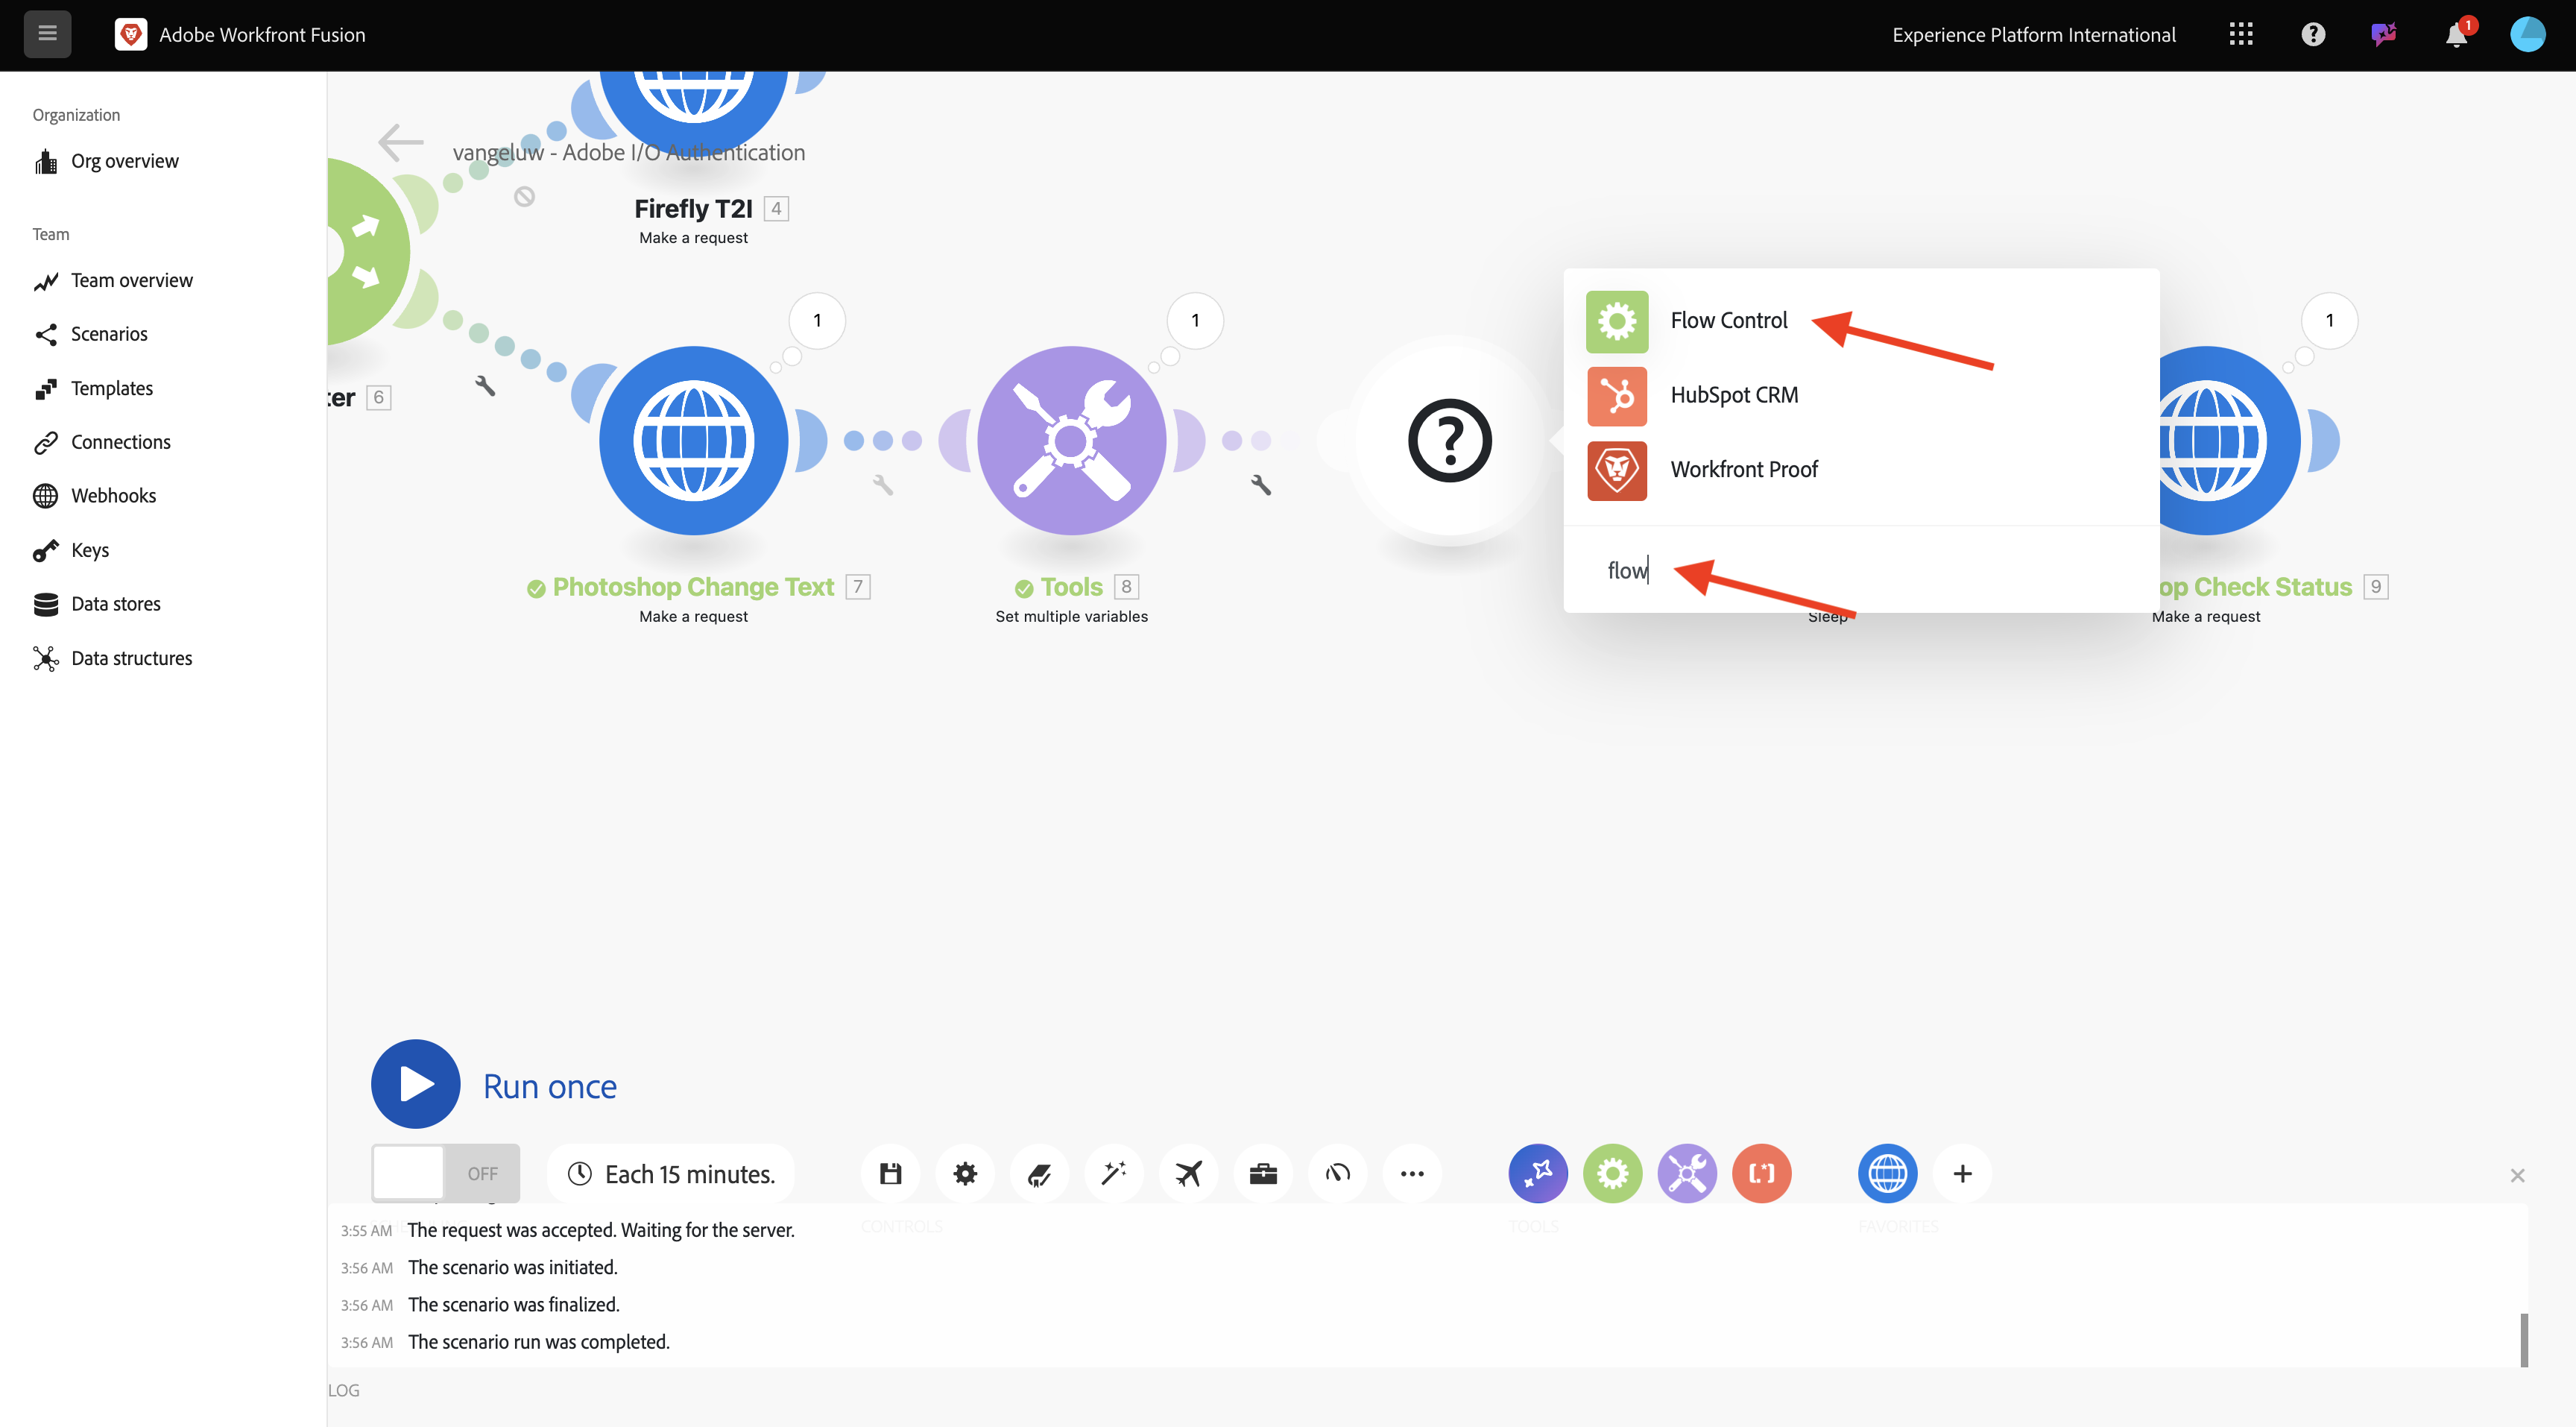 Adobe Workfront Fusion
Experience Platform International
1
Organization
Org overview
Team
Team overview
Scenarios
Templates
Connections
Webhooks
Keys
Data stores
Data structures
vangeluw - Adobe I/O Authentication
Firefly T2I 4
Make a request
ter 6
1
1
1
Flow Control
HubSpot CRM
Workfront Proof
flow
Photoshop Change Text 7
Make a request
Tools 8
Set multiple variables
Sleep
op Check Status 9
Make a request
Run once
OFF
Each 15 minutes.
CONTROLS
TOOLS
FAVORITES
3:55 AM The request was accepted. Waiting for the server.
3:56 AM The scenario was initiated.
3:56 AM The scenario was finalized.
3:56 AM The scenario run was completed.
LOG